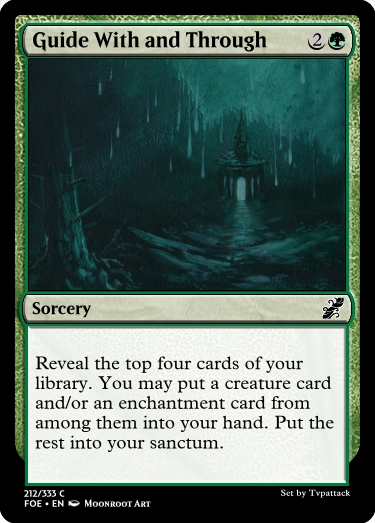 Guide With and Through 2
Sorcery
Reveal the top four cards of your
library. You may put a creature card
and/or an enchantment card from
among them into your hand. Put the
rest into your sanctum.
212/333 C
FOE • EN Moonroot Art
Set by Tvpattack